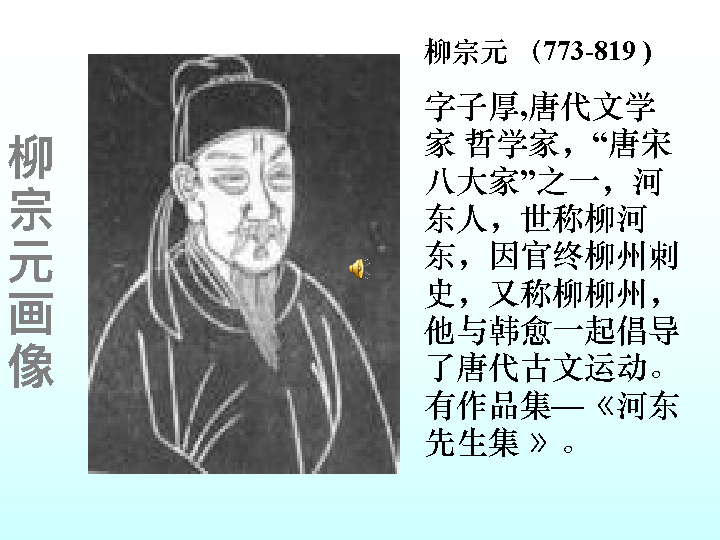 柳宗元画像
柳宗元 （773-819 )
字子厚,唐代文学
家 哲学家，“唐宋
八大家”之一，河
东人，世称柳河
东，因官终柳州刺
史，又称柳柳州，
他与韩愈一起倡导
了唐代古文运动。
有作品集—《河东
先生集 》。